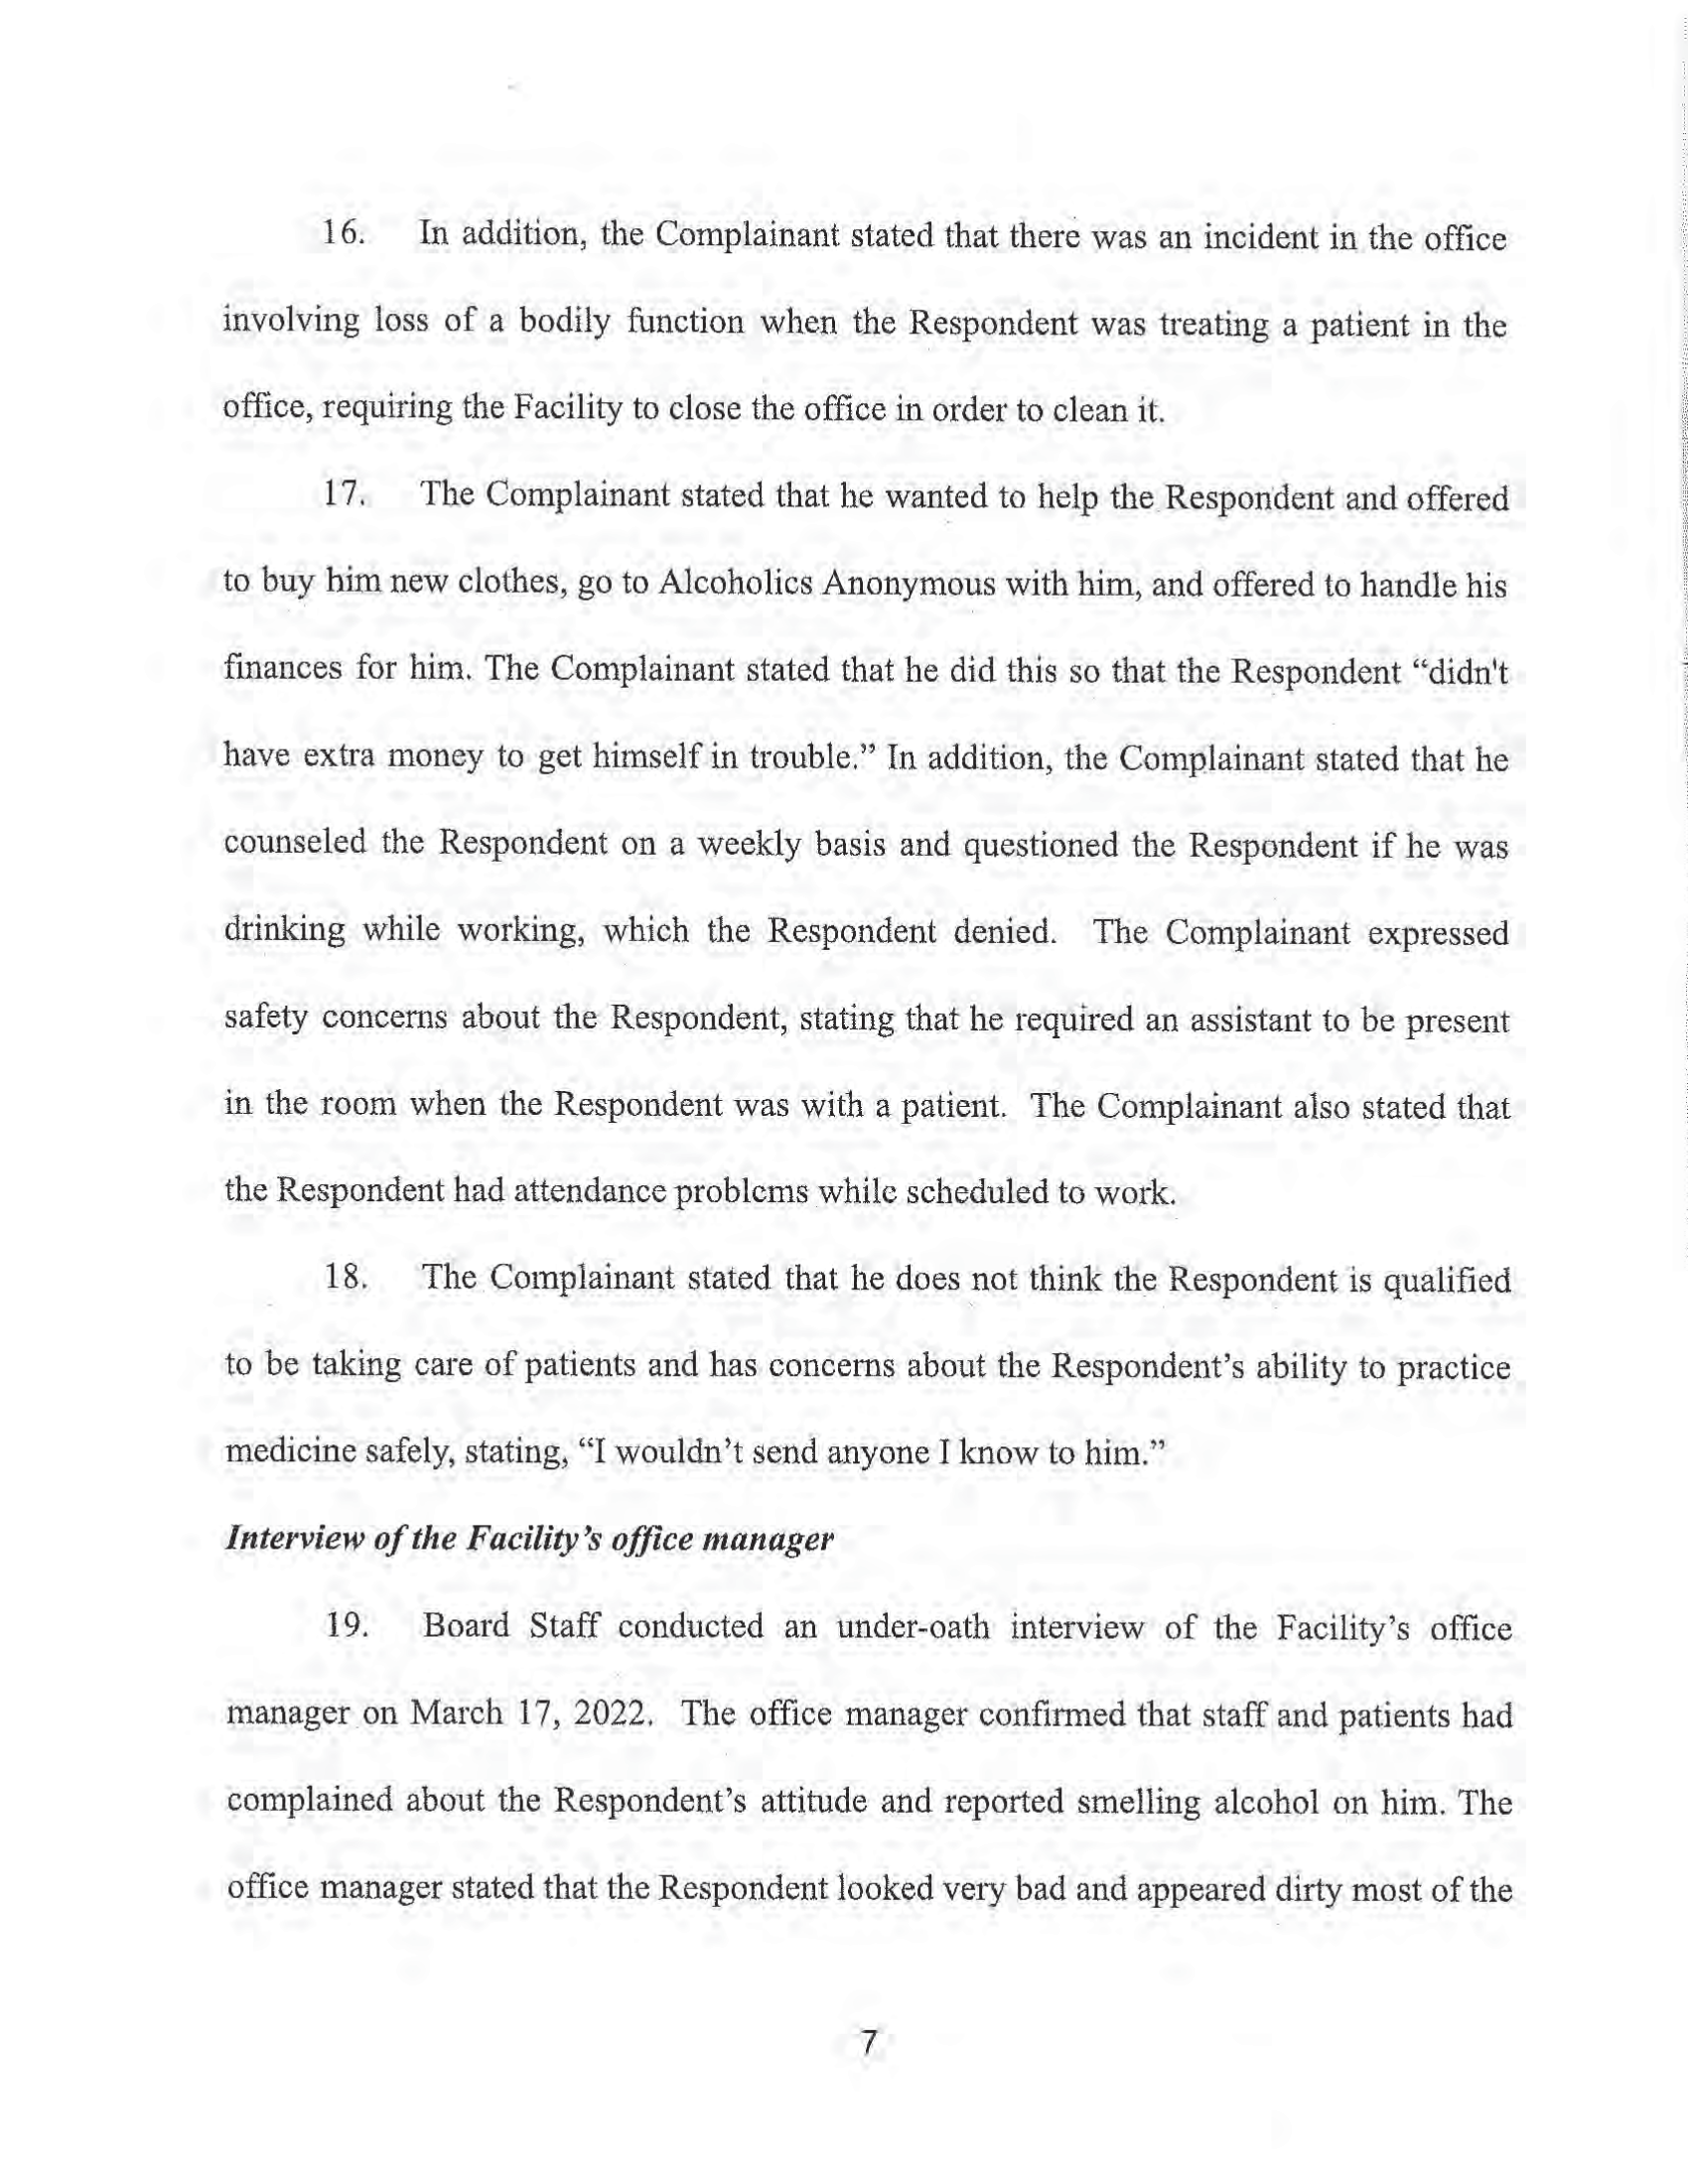 16. In addition, the Complainant stated that there was an incident in the office
involving loss of a bodily function when the Respondent was treating a patient in the
office, requiring the Facility to close the office in order to clean it.
17. The Complainant stated that he wanted to help the Respondent and offered
to buy him new clothes, go to Alcoholics Anonymous with him, and offered to handle his
finances for him. The Complainant stated that he did this so that the Respondent “didn't
have extra money to get himself in trouble.” In addition, the Complainant stated that he
counseled the Respondent on a weekly basis and questioned the Respondent if he was
drinking while working, which the Respondent denied. The Complainant expressed
safety concerns about the Respondent, stating that he required an assistant to be present
in the room when the Respondent was with a patient. The Complainant also stated that
the Respondent had attendance problems while scheduled to work.
18. The Complainant stated that he does not think the Respondent is qualified
to be taking care of patients and has concerns about the Respondent’s ability to practice
medicine safely, stating, “I wouldn’t send anyone I know to him.”
Interview of the Facility’s office manager
19. Board Staff conducted an under-oath interview of the Facility’s office
manager on March 17, 2022. The office manager confirmed that staff and patients had
complained about the Respondent’s attitude and reported smelling alcohol on him. The
office manager stated that the Respondent looked very bad and appeared dirty most of the
7